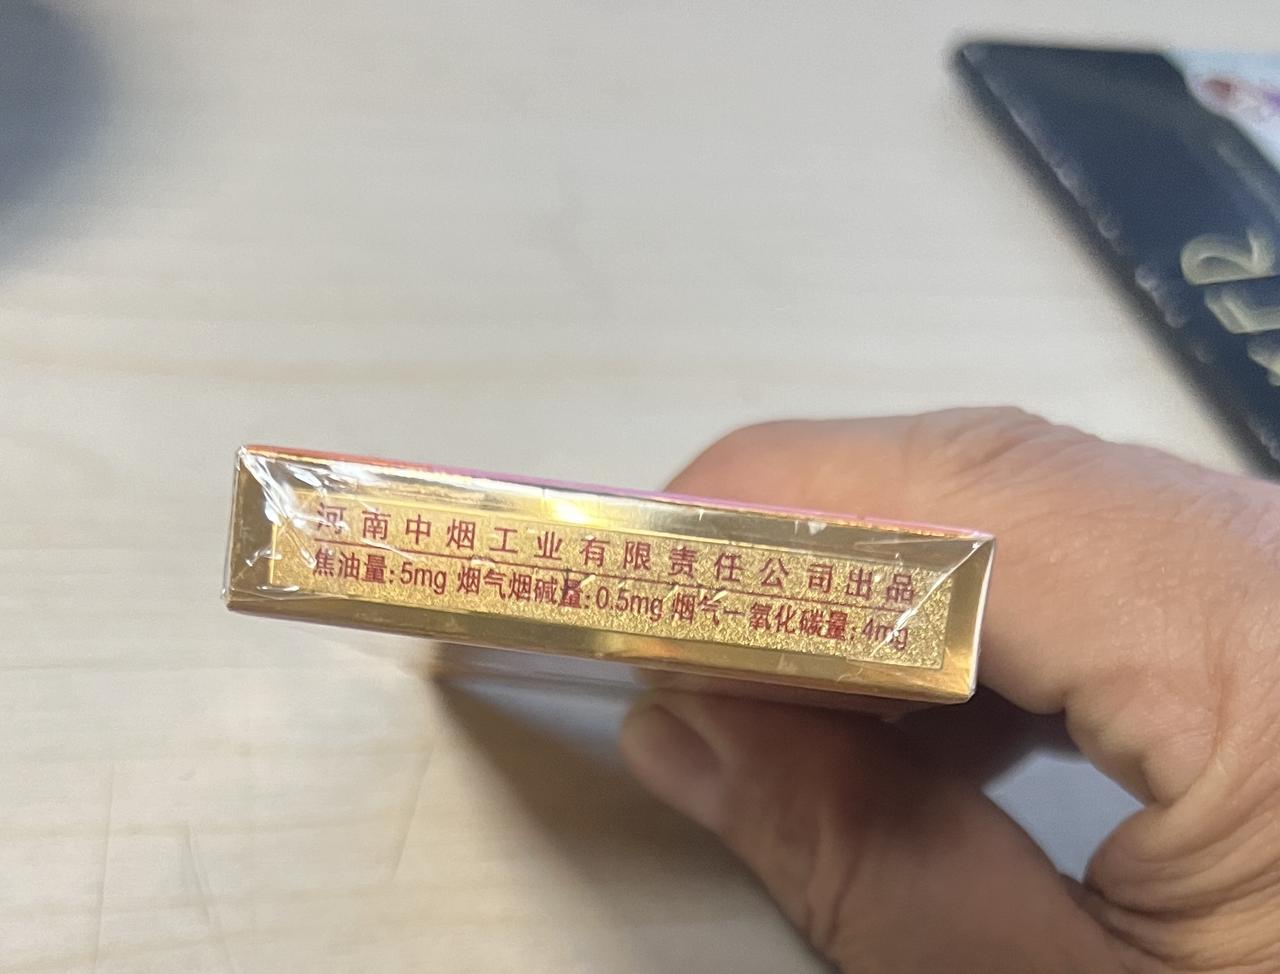 河南中烟工业有限责任公司出品
焦油量:5mg 烟气烟碱量:0.5mg 烟气一氧化碳量:4mg